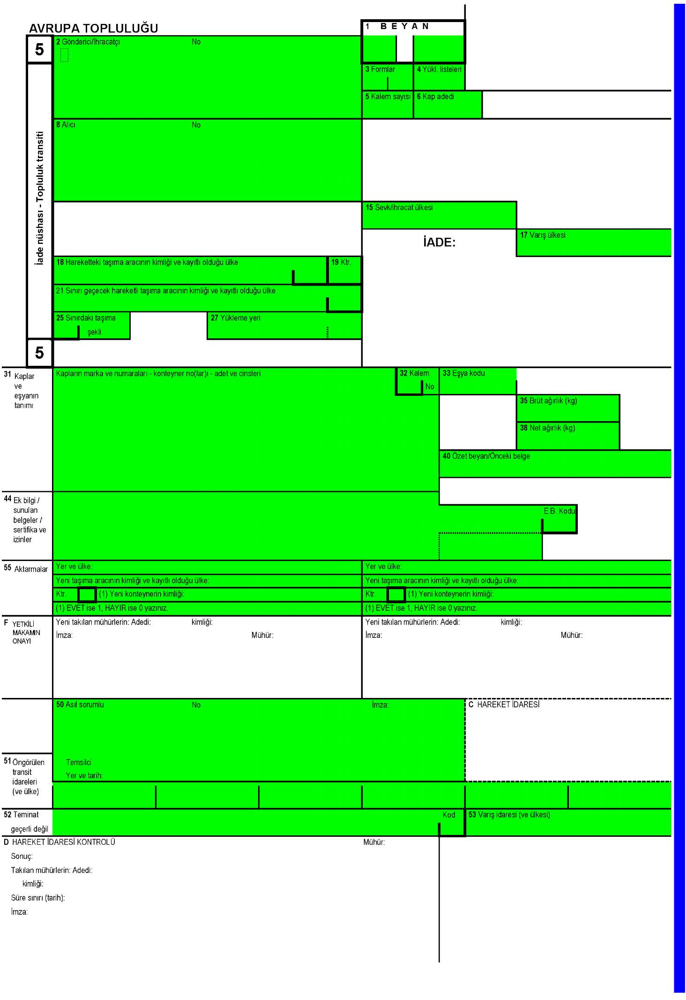 AVRUPA TOPLULUĞU
1 B E Y A N
5
2 Gönderici/İhracatçı No
3 Formlar
4 Yükl. listeleri
5 Kalem sayısı
6 Kap adedi
8 Alıcı No
İade nüshası - Topluluk transiti
15 Sevk/ihracat ülkesi
İADE:
17 Varış ülkesi
18 Hareketteki taşıma aracının kimliği ve kayıtlı olduğu ülke
19 Ktr.
21 Sınırı geçecek hareketli taşıma aracının kimliği ve kayıtlı olduğu ülke
25 Sınırdaki taşıma
şekli
27 Yükleme yeri
5
31 Kaplar
ve
eşyanın
tanımı
Kapların marka ve numaraları - konteyner no(lar)ı - adet ve cinsleri
32 Kalem
No
33 Eşya kodu
35 Brüt ağırlık (kg)
38 Net ağırlık (kg)
40 Özet beyan/Önceki belge
44 Ek bilgi /
sunulan
belgeler /
sertifika ve
izinler
E.B. Kodu
55 Aktarmalar
Yer ve ülke:
Yeni taşıma aracının kimliği ve kayıtlı olduğu ülke:
Ktr. (1) Yeni konteynerin kimliği:
(1) EVET ise 1, HAYIR ise 0 yazınız.
Yer ve ülke:
Yeni taşıma aracının kimliği ve kayıtlı olduğu ülke:
Ktr. (1) Yeni konteynerin kimliği:
(1) EVET ise 1, HAYIR ise 0 yazınız.
F YETKİLİ
MAKAMIN
ONAYI
Yeni takılan mühürlerin: Adedi: kimliği:
İmza: Mühür:
Yeni takılan mühürlerin: Adedi: kimliği:
İmza: Mühür:
50 Asıl sorumlu No İmza:
C HAREKET İDARESİ
Temsilci
Yer ve tarih:
51 Öngörülen
transit
idareleri
(ve ülke)
52 Teminat
geçerli değil
Kod
53 Varış idaresi (ve ülkesi)
D HAREKET İDARESİ KONTROLÜ Mühür:
Sonuç:
Takılan mühürlerin: Adedi:
kimliği:
Süre sınırı (tarih):
İmza: